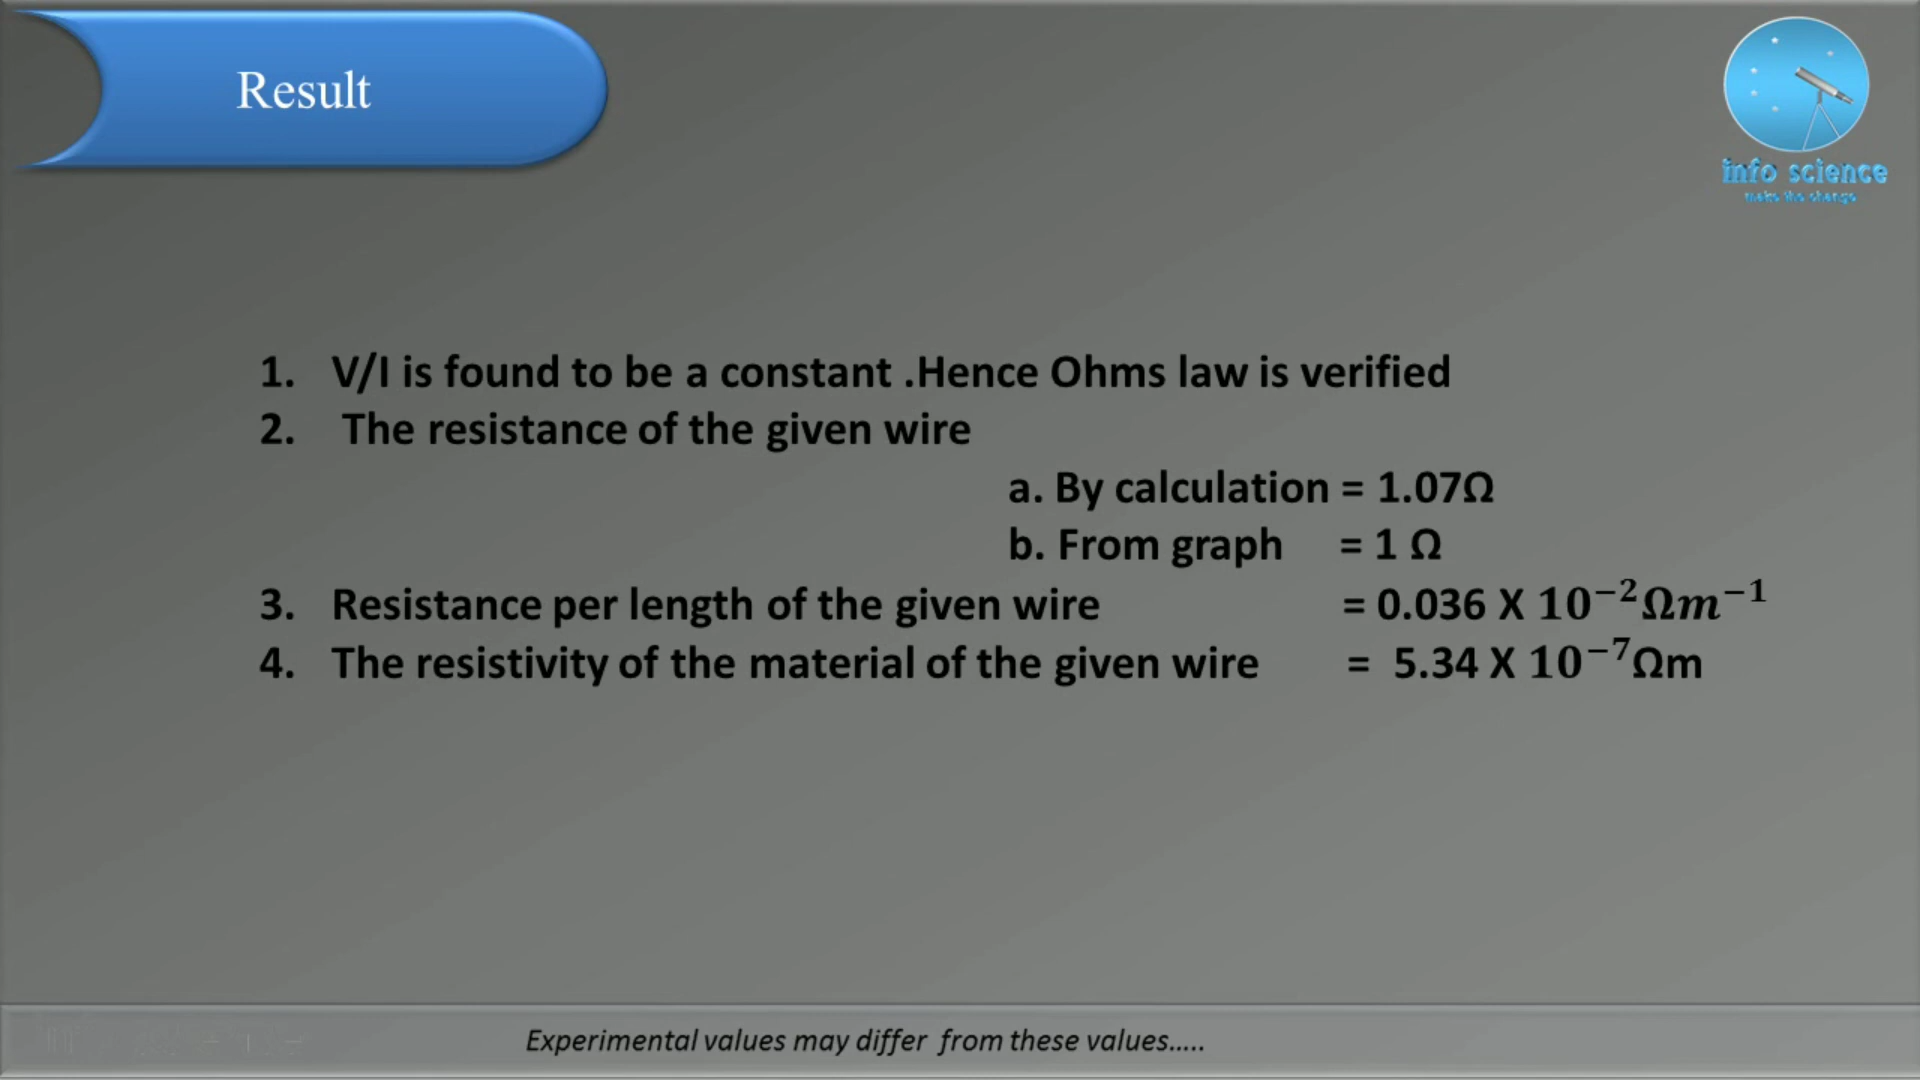 Result
info science
make the change
1. V/I is found to be a constant .Hence Ohms law is verified
2. The resistance of the given wire
a. By calculation = 1.07Ω
b. From graph = 1 Ω
3. Resistance per length of the given wire = 0.036 X 10⁻²Ωm⁻¹
4. The resistivity of the material of the given wire = 5.34 X 10⁻⁷Ωm
Experimental values may differ from these values.....